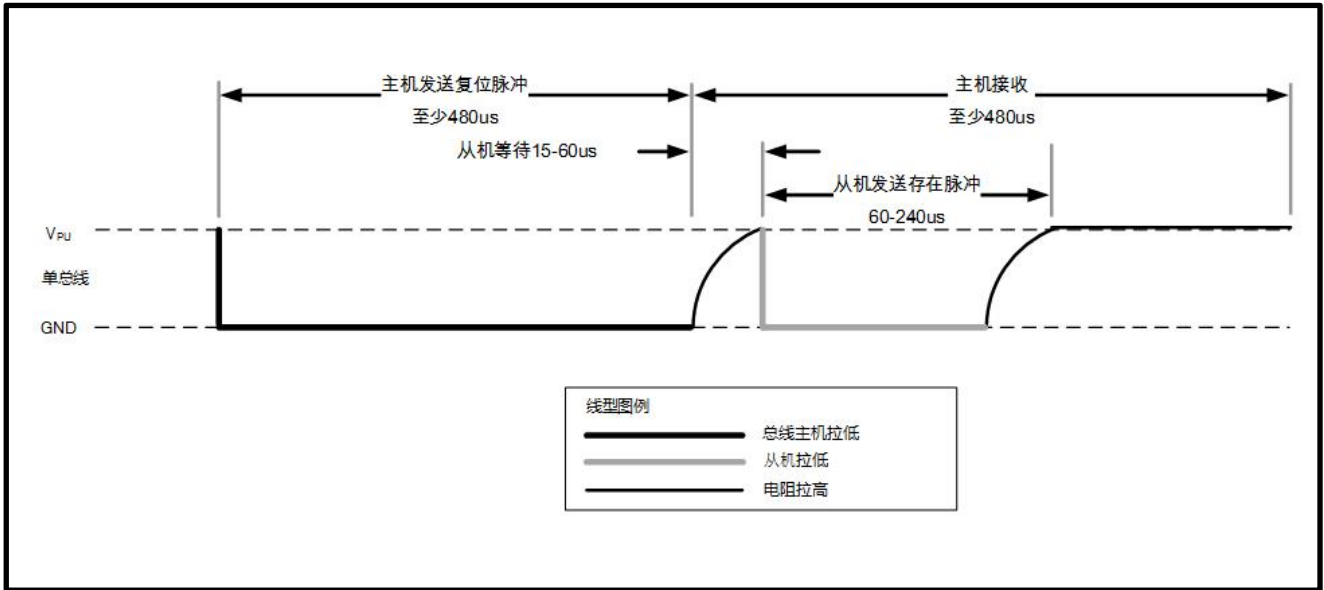 主机发送复位脉冲
至少480us
主机接收
至少480us
从机等待15-60us
从机发送存在脉冲
60-240us
VPU
单总线
GND
线型图例
总线主机拉低
从机拉低
电阻拉高